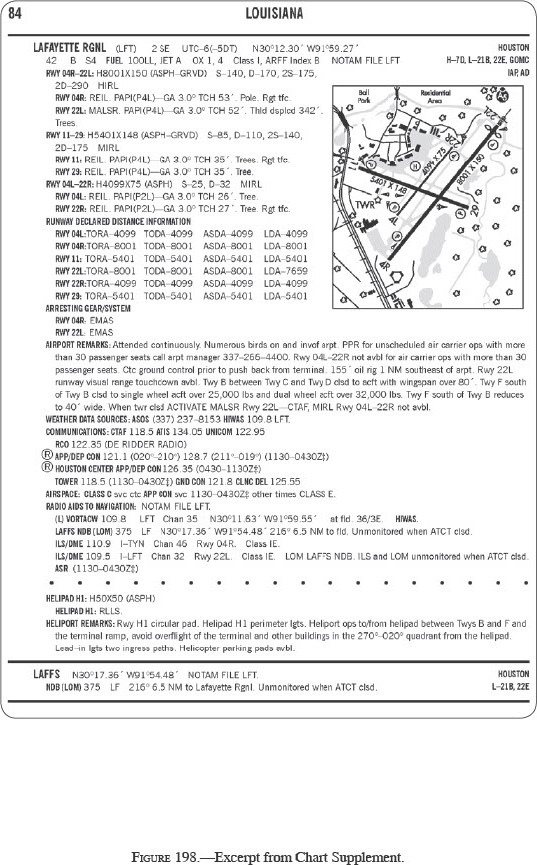 84
LOUISIANA
LAFAYETTE RGNL (LFT) 2 SE UTC–6(–5DT) N30°12.30´ W91°59.27´ HOUSTON
42 B S4 FUEL 100LL, JET A OX 1, 4 Class I, ARFF Index B NOTAM FILE LFT H–7D, L–21B, 22E, GOMC
RWY 04R–22L: H8001X150 (ASPH–GRVD) S–140, D–170, 2S–175, IAP, AD
2D–290 HIRL
RWY 04R: REIL. PAPI(P4L)—GA 3.0° TCH 53´. Pole. Rgt tfc.
RWY 22L: MALSR. PAPI(P4L)—GA 3.0° TCH 52´. Thld dsplcd 342´.
Trees.
RWY 11–29: H5401X148 (ASPH–GRVD) S–85, D–110, 2S–140,
2D–175 MIRL
RWY 11: REIL. PAPI(P4L)—GA 3.0° TCH 35´. Trees. Rgt tfc.
RWY 29: REIL. PAPI(P4L)—GA 3.0° TCH 35´. Tree.
RWY 04L–22R: H4099X75 (ASPH) S–25, D–32 MIRL
RWY 04L: REIL. PAPI(P2L)—GA 3.0° TCH 26´. Tree.
RWY 22R: REIL. PAPI(P2L)—GA 3.0° TCH 27´. Tree. Rgt tfc.
RUNWAY DECLARED DISTANCE INFORMATION
RWY 04L:TORA–4099 TODA–4099 ASDA–4099 LDA–4099
RWY 04R:TORA–8001 TODA–8001 ASDA–8001 LDA–8001
RWY 11: TORA–5401 TODA–5401 ASDA–5401 LDA–5401
RWY 22L:TORA–8001 TODA–8001 ASDA–8001 LDA–7659
RWY 22R:TORA–4099 TODA–4099 ASDA–4099 LDA–4099
RWY 29: TORA–5401 TODA–5401 ASDA–5401 LDA–5401
ARRESTING GEAR/SYSTEM
RWY 04R: EMAS
RWY 22L: EMAS
Ball
Park
Residential
Area
22R
22L
4099 X 75
8001 X 150
5401 X 148
TWR
H
4L
4R
29
AIRPORT REMARKS: Attended continuously. Numerous birds on and invof arpt. PPR for unscheduled air carrier ops with more
than 30 passenger seats call arpt manager 337–265–4400. Rwy 04L–22R not avbl for air carrier ops with more than 30
passenger seats. Ctc ground control prior to push back from terminal. 155´ oil rig 1 NM southeast of arpt. Rwy 22L
runway visual range touchdown avbl. Twy B between Twy C and Twy D clsd to acft with wingspan over 80´. Twy F south
of Twy B clsd to single wheel acft over 25,000 lbs and dual wheel acft over 32,000 lbs. Twy F south of Twy B reduces
to 40´ wide. When twr clsd ACTIVATE MALSR Rwy 22L—CTAF, MIRL Rwy 04L–22R not avbl.
WEATHER DATA SOURCES: ASOS (337) 237–8153 HIWAS 109.8 LFT.
COMMUNICATIONS: CTAF 118.5 ATIS 134.05 UNICOM 122.95
RCO 122.35 (DE RIDDER RADIO)
Ⓡ APP/DEP CON 121.1 (020°–210°) 128.7 (211°–019°) (1130–0430Z‡)
Ⓡ HOUSTON CENTER APP/DEP CON 126.35 (0430–1130Z‡)
TOWER 118.5 (1130–0430Z‡) GND CON 121.8 CLNC DEL 125.55
AIRSPACE: CLASS C svc ctc APP CON svc 1130–0430Z‡ other times CLASS E.
RADIO AIDS TO NAVIGATION: NOTAM FILE LFT.
(L) VORTACW 109.8 LFT Chan 35 N30°11.63´ W91°59.55´ at fld. 36/3E. HIWAS.
LAFFS NDB (LOM) 375 LF N30°17.36´ W91°54.48´ 216° 6.5 NM to fld. Unmonitored when ATCT clsd.
ILS/DME 110.9 I–TYN Chan 46 Rwy 04R. Class IE.
ILS/DME 109.5 I–LFT Chan 32 Rwy 22L. Class IE. LOM LAFFS NDB. ILS and LOM unmonitored when ATCT clsd.
ASR (1130–0430Z‡)
HELIPAD H1: H50X50 (ASPH)
HELIPAD H1: RLLS.
HELIPORT REMARKS: Rwy H1 circular pad. Helipad H1 perimeter lgts. Heliport ops to/from helipad between Twys B and F and
the terminal ramp, avoid overflight of the terminal and other buildings in the 270°–020° quadrant from the helipad.
Lead–in lgts two ingress paths. Helicopter parking pads avbl.
LAFFS N30°17.36´ W91°54.48´ NOTAM FILE LFT. HOUSTON
NDB (LOM) 375 LF 216° 6.5 NM to Lafayette Rgnl. Unmonitored when ATCT clsd. L–21B, 22E
FIGURE 198.—Excerpt from Chart Supplement.